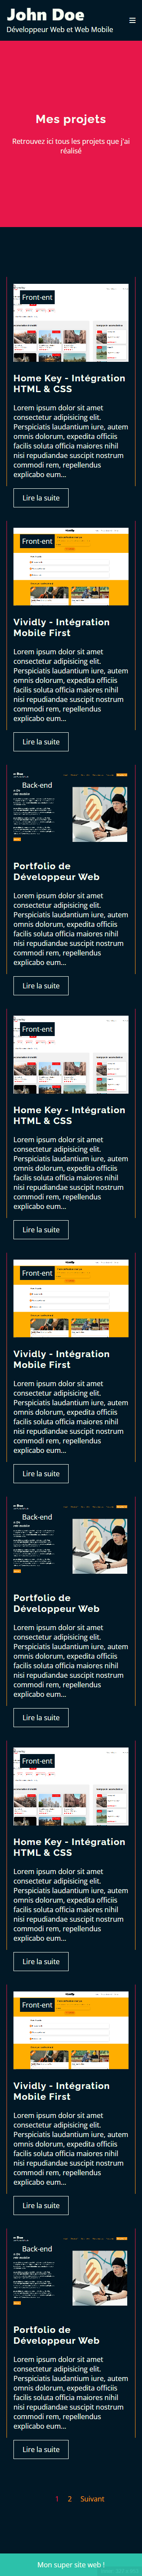 John Doe
Développeur Web et Web Mobile
Mes projets
Retrouvez ici tous les projets que j'ai
réalisé
Front-end
Home Key - Intégration
HTML & CSS
Lorem ipsum dolor sit amet
consectetur adipisicing elit.
Perspiciatis laudantium iure, autem
omnis dolorum, expedita officiis
facilis soluta officia maiores nihil
nisi repudiandae suscipit nostrum
commodi rem, repellendus
explicabo eum...
Lire la suite
Front-end
Vividly - Intégration
Mobile First
Lorem ipsum dolor sit amet
consectetur adipisicing elit.
Perspiciatis laudantium iure, autem
omnis dolorum, expedita officiis
facilis soluta officia maiores nihil
nisi repudiandae suscipit nostrum
commodi rem, repellendus
explicabo eum...
Lire la suite
Back-end
Portfolio de
Développeur Web
Lorem ipsum dolor sit amet
consectetur adipisicing elit.
Perspiciatis laudantium iure, autem
omnis dolorum, expedita officiis
facilis soluta officia maiores nihil
nisi repudiandae suscipit nostrum
commodi rem, repellendus
explicabo eum...
Lire la suite
Front-end
Home Key - Intégration
HTML & CSS
Lorem ipsum dolor sit amet
consectetur adipisicing elit.
Perspiciatis laudantium iure, autem
omnis dolorum, expedita officiis
facilis soluta officia maiores nihil
nisi repudiandae suscipit nostrum
commodi rem, repellendus
explicabo eum...
Lire la suite
Front-end
Vividly - Intégration
Mobile First
Lorem ipsum dolor sit amet
consectetur adipisicing elit.
Perspiciatis laudantium iure, autem
omnis dolorum, expedita officiis
facilis soluta officia maiores nihil
nisi repudiandae suscipit nostrum
commodi rem, repellendus
explicabo eum...
Lire la suite
Back-end
Portfolio de
Développeur Web
Lorem ipsum dolor sit amet
consectetur adipisicing elit.
Perspiciatis laudantium iure, autem
omnis dolorum, expedita officiis
facilis soluta officia maiores nihil
nisi repudiandae suscipit nostrum
commodi rem, repellendus
explicabo eum...
Lire la suite
Front-end
Home Key - Intégration
HTML & CSS
Lorem ipsum dolor sit amet
consectetur adipisicing elit.
Perspiciatis laudantium iure, autem
omnis dolorum, expedita officiis
facilis soluta officia maiores nihil
nisi repudiandae suscipit nostrum
commodi rem, repellendus
explicabo eum...
Lire la suite
Front-end
Vividly - Intégration
Mobile First
Lorem ipsum dolor sit amet
consectetur adipisicing elit.
Perspiciatis laudantium iure, autem
omnis dolorum, expedita officiis
facilis soluta officia maiores nihil
nisi repudiandae suscipit nostrum
commodi rem, repellendus
explicabo eum...
Lire la suite
Back-end
Portfolio de
Développeur Web
Lorem ipsum dolor sit amet
consectetur adipisicing elit.
Perspiciatis laudantium iure, autem
omnis dolorum, expedita officiis
facilis soluta officia maiores nihil
nisi repudiandae suscipit nostrum
commodi rem, repellendus
explicabo eum...
Lire la suite
1 2 Suivant
Mon super site web !